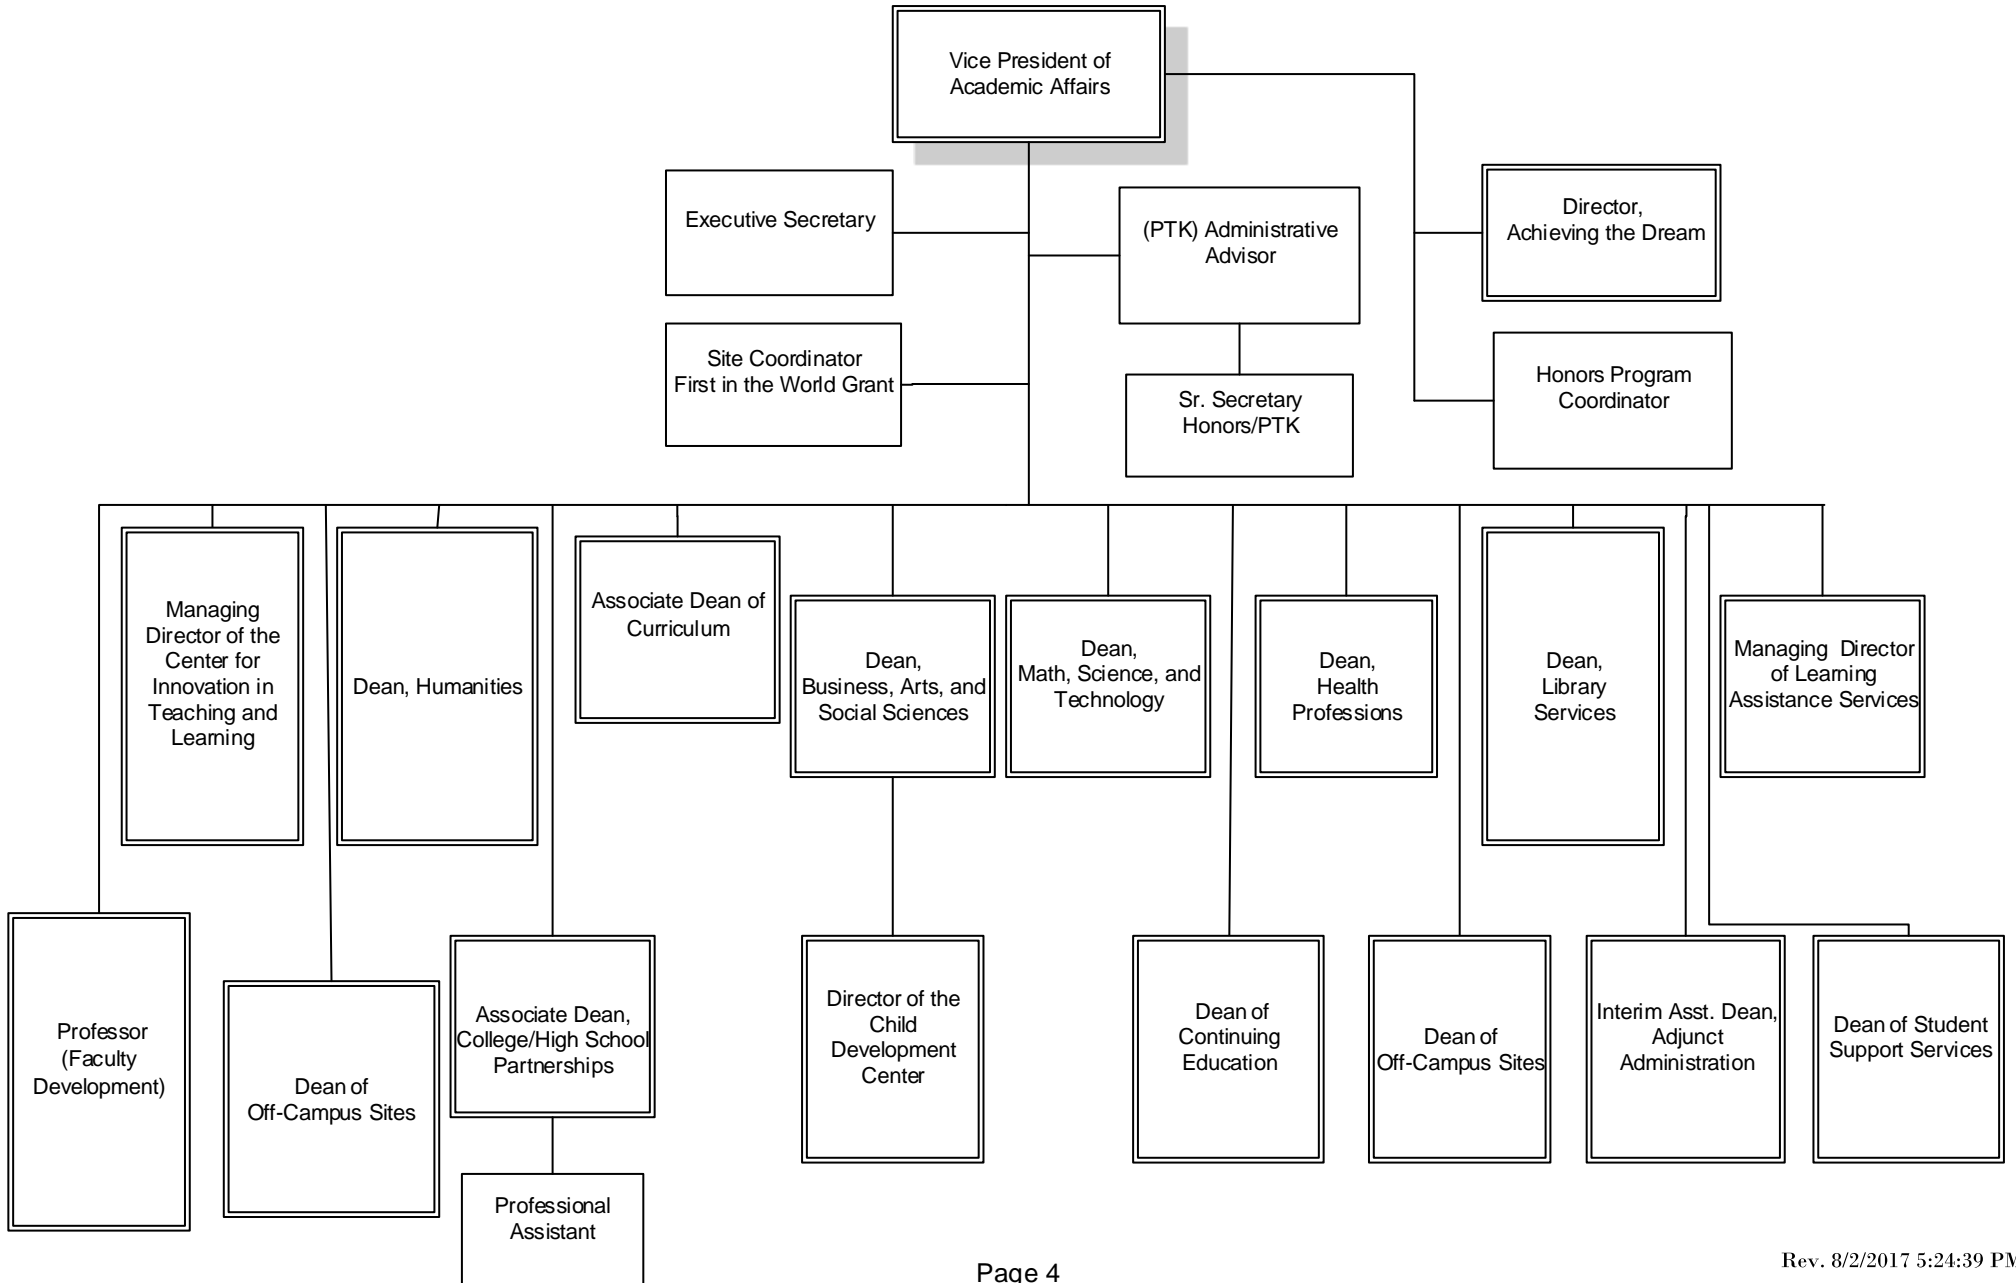 Vice President of
Academic Affairs
Executive Secretary
(PTK) Administrative
Advisor
Director,
Achieving the Dream
Site Coordinator
First in the World Grant
Sr. Secretary
Honors/PTK
Honors Program
Coordinator
Managing
Director of the
Center for
Innovation in
Teaching and
Learning
Dean, Humanities
Associate Dean of
Curriculum
Dean,
Business, Arts, and
Social Sciences
Dean,
Math, Science, and
Technology
Dean,
Health
Professions
Dean,
Library
Services
Managing Director
of Learning
Assistance Services
Professor
(Faculty
Development)
Dean of
Off-Campus Sites
Associate Dean,
College/High School
Partnerships
Director of the
Child
Development
Center
Dean of
Continuing
Education
Dean of
Off-Campus Sites
Interim Asst. Dean,
Adjunct
Administration
Dean of Student
Support Services
Professional
Assistant
Page 4
Rev. 8/2/2017 5:24:39 PM